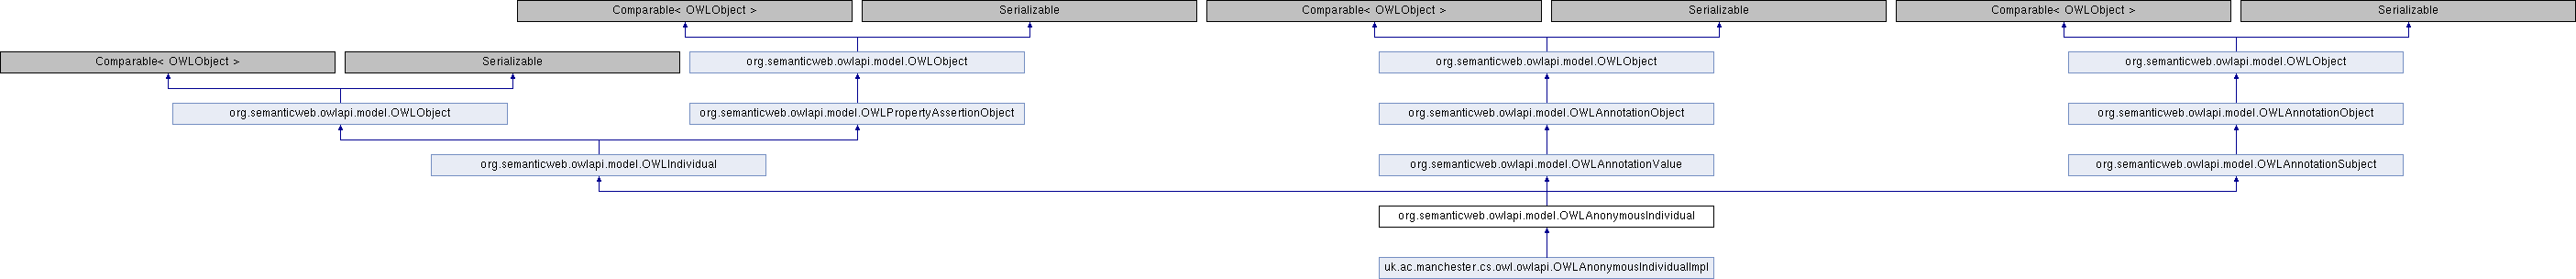 Comparable< OWLObject >
Serializable
Comparable< OWLObject >
Serializable
Comparable< OWLObject >
Serializable
Comparable< OWLObject >
Serializable
org.semanticweb.owlapi.model.OWLObject
org.semanticweb.owlapi.model.OWLObject
org.semanticweb.owlapi.model.OWLObject
org.semanticweb.owlapi.model.OWLObject
org.semanticweb.owlapi.model.OWLPropertyAssertionObject
org.semanticweb.owlapi.model.OWLAnnotationObject
org.semanticweb.owlapi.model.OWLAnnotationObject
org.semanticweb.owlapi.model.OWLIndividual
org.semanticweb.owlapi.model.OWLAnnotationValue
org.semanticweb.owlapi.model.OWLAnnotationSubject
org.semanticweb.owlapi.model.OWLAnonymousIndividual
uk.ac.manchester.cs.owl.owlapi.OWLAnonymousIndividualImpl